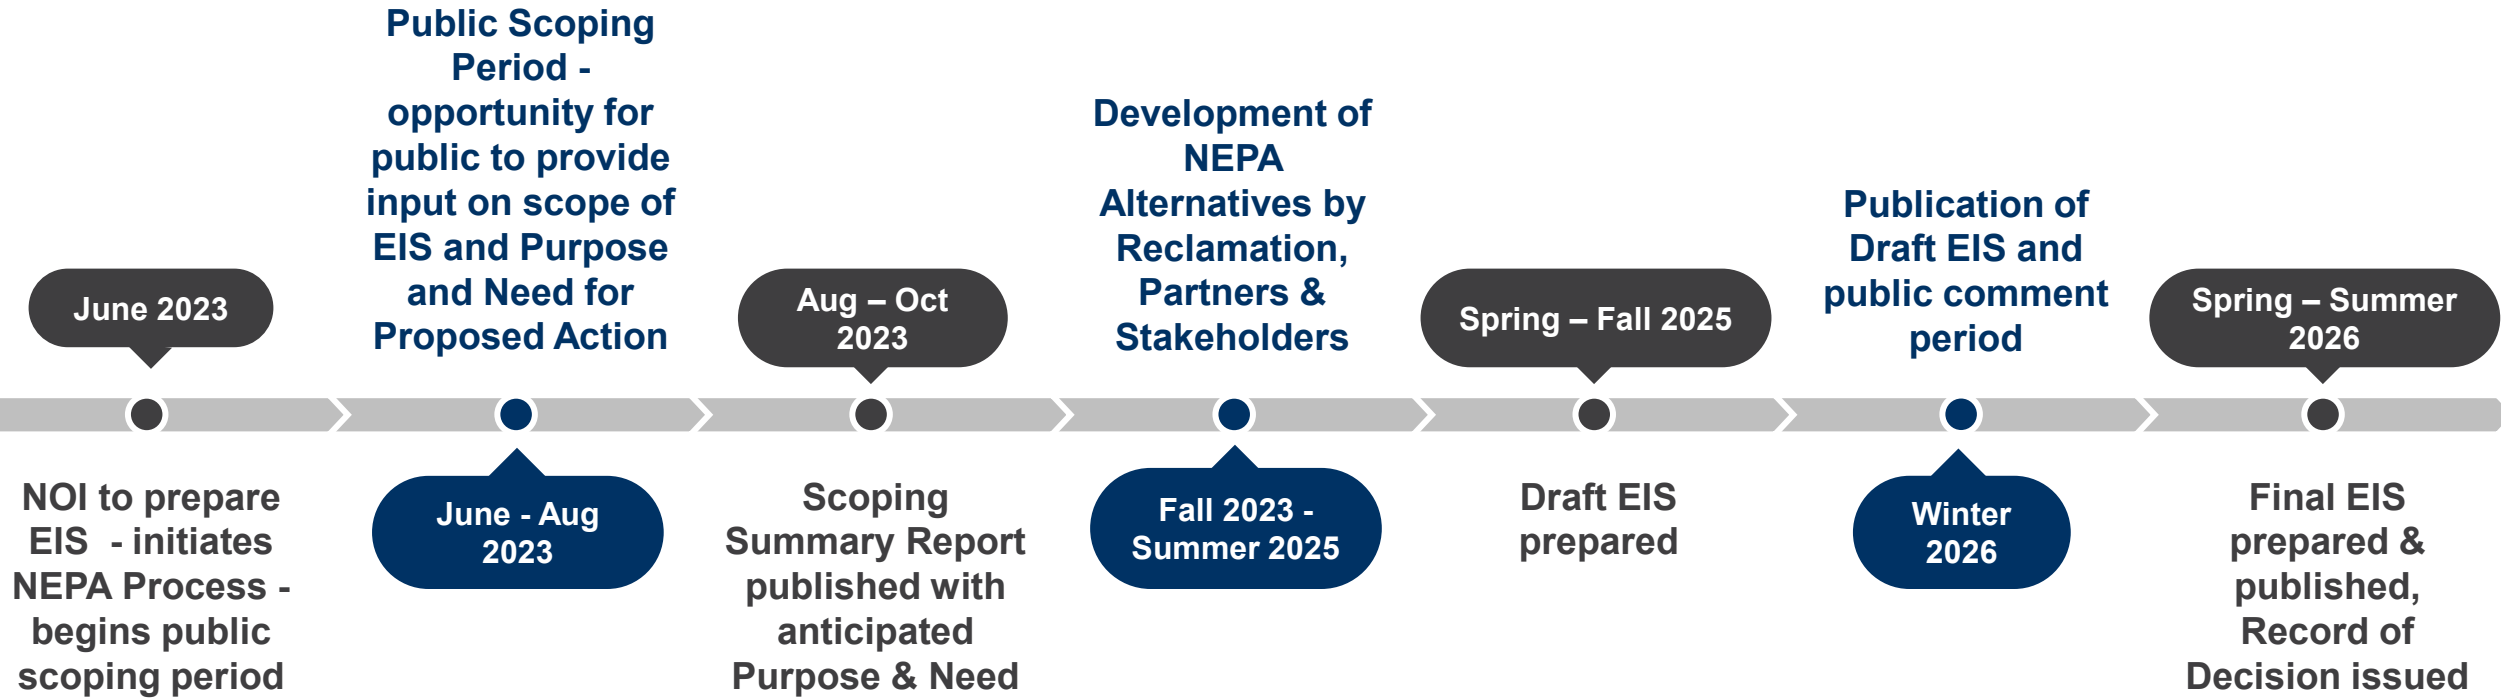 June 2023
NOI to prepare
EIS - initiates
NEPA Process -
begins public
scoping period
Public Scoping
Period -
opportunity for
public to provide
input on scope of
EIS and Purpose
and Need for
Proposed Action
June - Aug
2023
Aug – Oct
2023
Scoping
Summary Report
published with
anticipated
Purpose & Need
Development of
NEPA
Alternatives by
Reclamation,
Partners &
Stakeholders
Fall 2023 -
Summer 2025
Spring – Fall 2025
Draft EIS
prepared
Publication of
Draft EIS and
public comment
period
Winter
2026
Spring – Summer
2026
Final EIS
prepared &
published,
Record of
Decision issued